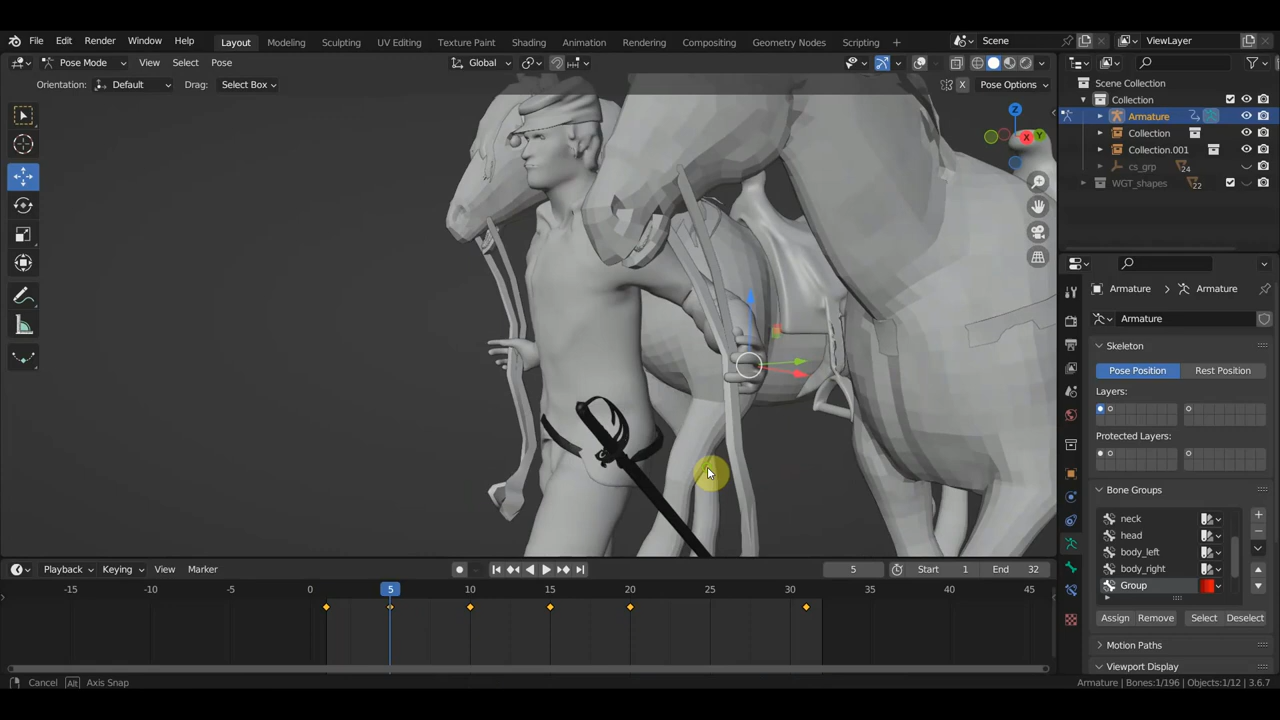 File Edit Render Window Help Layout Modeling Sculpting UV Editing Texture Paint Shading Animation Rendering Compositing Geometry Nodes Scripting + Scene ViewLayer
Pose Mode View Select Pose Global
Orientation: Default Drag: Select Box X Pose Options
Scene Collection
Collection
Armature
Collection
Collection.001
cs_grp 24
WGT_shapes 22
Z
X Y
Armature > Armature
Armature
Skeleton
Pose Position Rest Position
Layers:
Protected Layers:
Bone Groups
neck
head
body_left
body_right
Group
Assign Remove Select Deselect
Motion Paths
Viewport Display
Playback Keying View Marker 5 Start 1 End 32
-15 -10 -5 0 5 10 15 20 25 30 35 40 45
Cancel Alt Axis Snap
Armature | Bones:1/196 | Objects:1/12 | 3.6.7